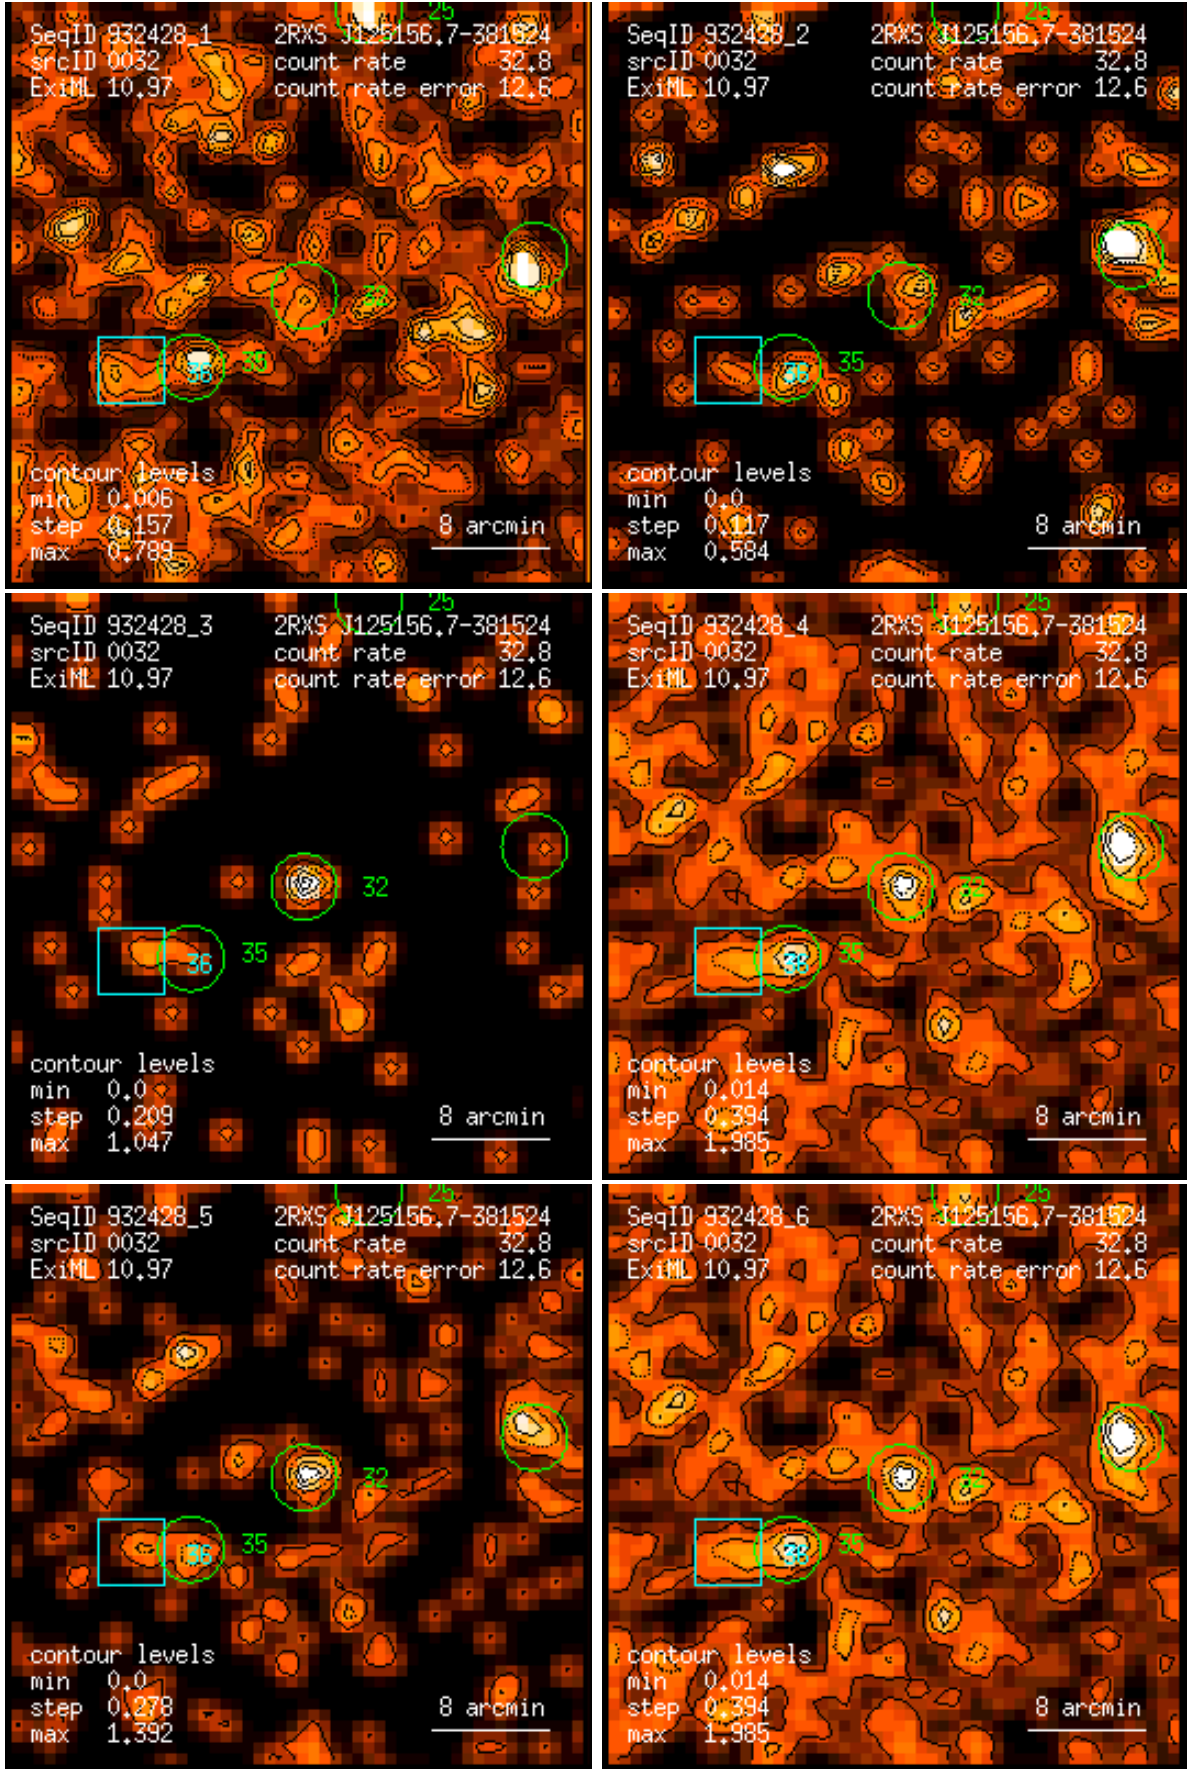 25
SeqID 932428_1 2RXS J125156.7-381524
srcID 0032 count rate 32.8
ExiML 10.97 count rate error 12.6
32
35
36
contour levels
min 0.006
step 0.157 8 arcmin
max 0.789
25
SeqID 932428_2 2RXS J125156.7-381524
srcID 0032 count rate 32.8
ExiML 10.97 count rate error 12.6
32
35
36
contour levels
min 0.0
step 0.117 8 arcmin
max 0.584
25
SeqID 932428_3 2RXS J125156.7-381524
srcID 0032 count rate 32.8
ExiML 10.97 count rate error 12.6
32
35
36
contour levels
min 0.0
step 0.209 8 arcmin
max 1.047
25
SeqID 932428_4 2RXS J125156.7-381524
srcID 0032 count rate 32.8
ExiML 10.97 count rate error 12.6
32
35
36
contour levels
min 0.014
step 0.394 8 arcmin
max 1.985
25
SeqID 932428_5 2RXS J125156.7-381524
srcID 0032 count rate 32.8
ExiML 10.97 count rate error 12.6
32
35
36
contour levels
min 0.0
step 0.278 8 arcmin
max 1.392
25
SeqID 932428_6 2RXS J125156.7-381524
srcID 0032 count rate 32.8
ExiML 10.97 count rate error 12.6
32
35
36
contour levels
min 0.014
step 0.394 8 arcmin
max 1.985